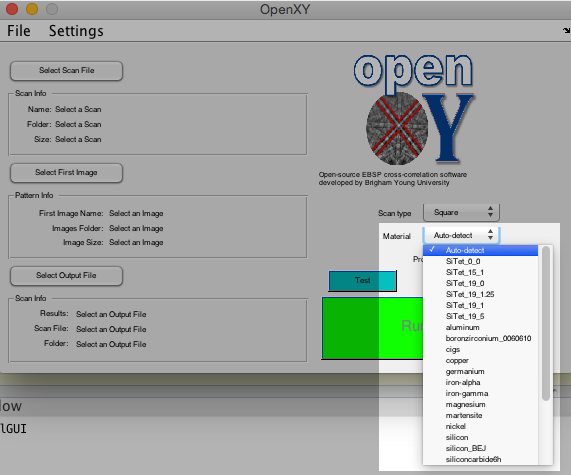 OpenXY
File Settings
Select Scan File
Scan Info
Name: Select a Scan
Folder: Select a Scan
Size: Select a Scan
Select First Image
Pattern Info
First Image Name: Select an Image
Images Folder: Select an Image
Image Size: Select an Image
Select Output File
Scan Info
Results: Select an Output File
Scan File: Select an Output File
Folder: Select an Output File
open
XY
Open-source EBSP cross-correlation software
developed by Brigham Young University
Scan type Square
Material Auto-detect
Test
✓ Auto-detect
SiTet_0_0
SiTet_15_1
SiTet_19_0
SiTet_19_1.25
SiTet_19_1
SiTet_19_5
aluminum
boronzirconium_0060610
cigs
copper
germanium
iron-alpha
iron-gamma
magnesium
martensite
nickel
silicon
silicon_BEJ
siliconcarbide6h
low
lGUI